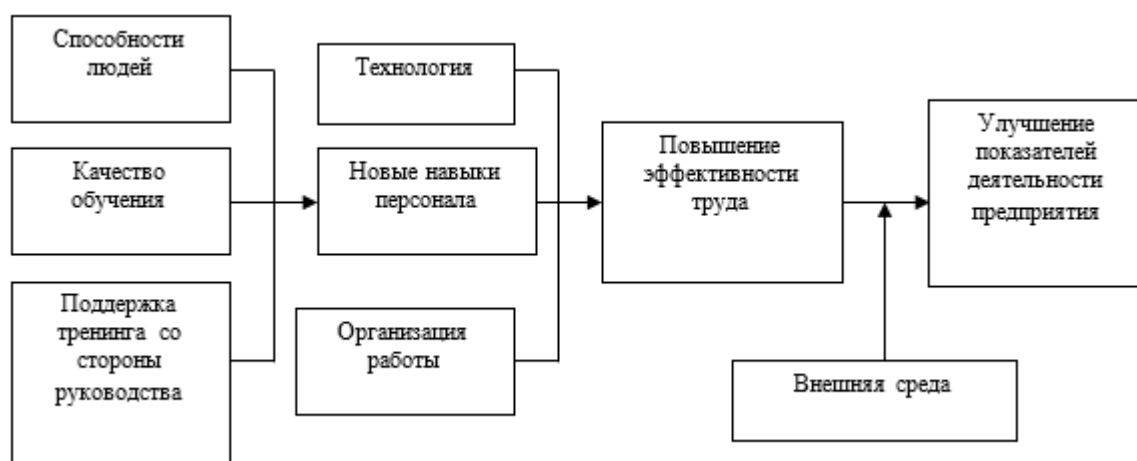 Способности
людей
Качество
обучения
Поддержка
тренинга со
стороны
руководства
Технология
Новые навыки
персонала
Организация
работы
Повышение
эффективности
труда
Улучшение
показателей
деятельности
предприятия
Внешняя среда